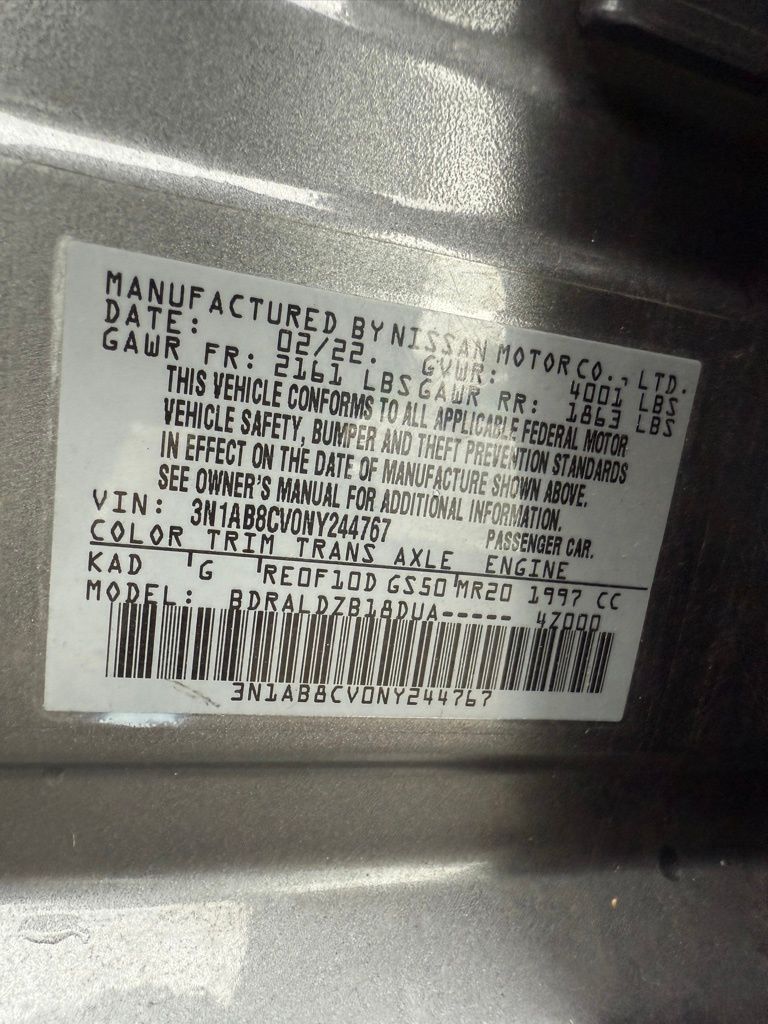 MANUFACTURED BY NISSAN MOTOR CO., LTD.
DATE: 02/22. GVWR: 4001 LBS
GAWR FR: 2161 LBS GAWR RR: 1863 LBS
THIS VEHICLE CONFORMS TO ALL APPLICABLE FEDERAL MOTOR
VEHICLE SAFETY, BUMPER AND THEFT PREVENTION STANDARDS
IN EFFECT ON THE DATE OF MANUFACTURE SHOWN ABOVE.
SEE OWNER'S MANUAL FOR ADDITIONAL INFORMATION.
VIN: 3N1AB8CV0NY244767 PASSENGER CAR.
COLOR TRIM TRANS AXLE ENGINE
KAD G RE0F10D GS50 MR20 1997 CC
MODEL: BDRALDZB18DUA----- 4Z000
3N1AB8CV0NY244767